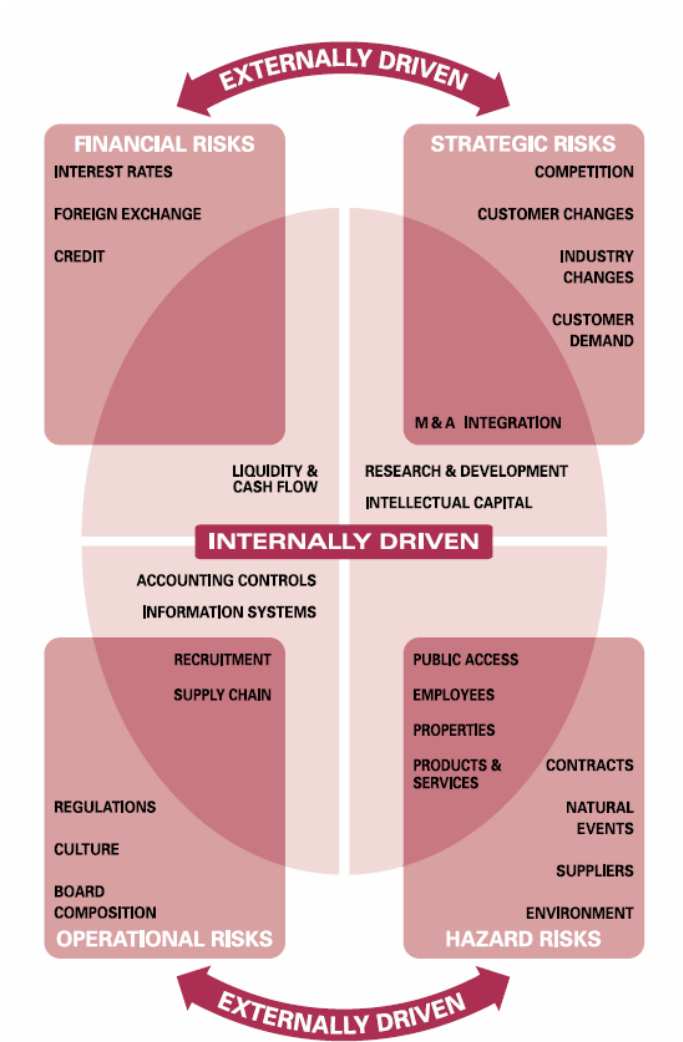 EXTERNALLY DRIVEN
FINANCIAL RISKS
INTEREST RATES
FOREIGN EXCHANGE
CREDIT
STRATEGIC RISKS
COMPETITION
CUSTOMER CHANGES
INDUSTRY
CHANGES
CUSTOMER
DEMAND
M & A INTEGRATION
LIQUIDITY &
CASH FLOW
RESEARCH & DEVELOPMENT
INTELLECTUAL CAPITAL
INTERNALLY DRIVEN
ACCOUNTING CONTROLS
INFORMATION SYSTEMS
RECRUITMENT
SUPPLY CHAIN
REGULATIONS
CULTURE
BOARD
COMPOSITION
OPERATIONAL RISKS
PUBLIC ACCESS
EMPLOYEES
PROPERTIES
PRODUCTS &
SERVICES
CONTRACTS
NATURAL
EVENTS
SUPPLIERS
ENVIRONMENT
HAZARD RISKS
EXTERNALLY DRIVEN